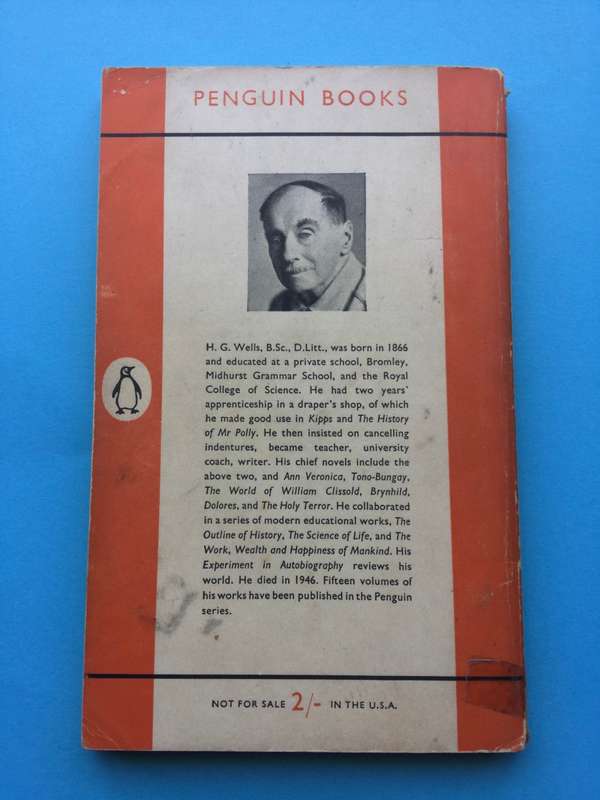 PENGUIN BOOKS
H. G. Wells, B.Sc., D.Litt., was born in 1866
and educated at a private school, Bromley,
Midhurst Grammar School, and the Royal
College of Science. He had two years'
apprenticeship in a draper's shop, of which
he made good use in Kipps and The History
of Mr Polly. He then insisted on cancelling
indentures, became teacher, university
coach, writer. His chief novels include the
above two, and Ann Veronica, Tono-Bungay,
The World of William Clissold, Brynhild,
Dolores, and The Holy Terror. He collaborated
in a series of modern educational works, The
Outline of History, The Science of Life, and The
Work, Wealth and Happiness of Mankind. His
Experiment in Autobiography reviews his
world. He died in 1946. Fifteen volumes of
his works have been published in the Penguin
series.
NOT FOR SALE 2/- IN THE U.S.A.